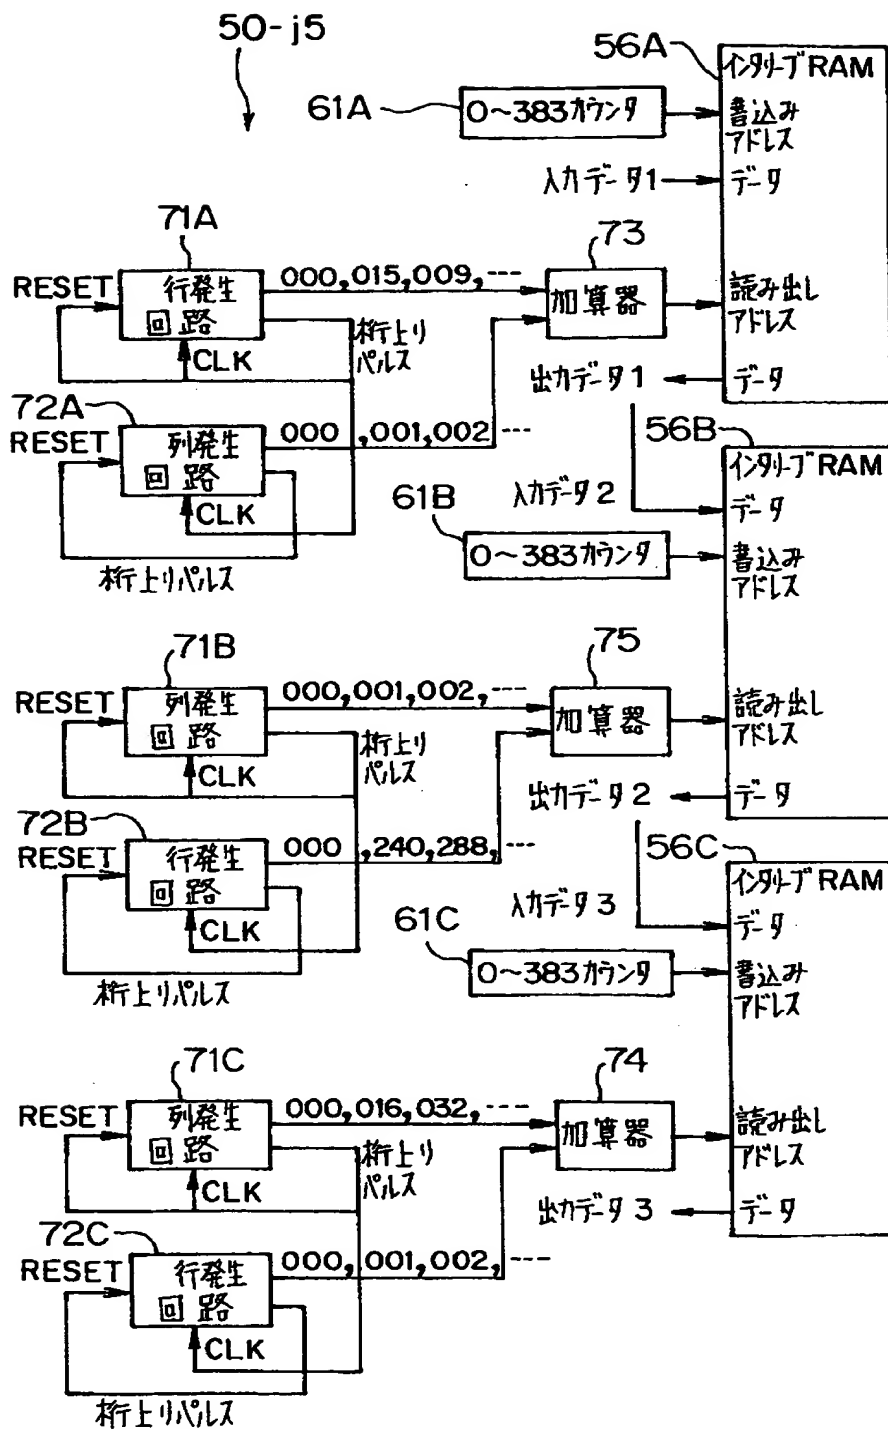 50-j5
56A
インタリーブRAM
61A
0〜383カウンタ
書込み
アドレス
入力データ1
データ
71A
73
RESET
行発生
回路
000,015,009,---
加算器
読み出し
アドレス
CLK
桁上り
パルス
出力データ1
データ
72A
RESET
列発生
回路
000,001,002,---
56B
インタリーブRAM
CLK
61B
入力データ2
データ
0〜383カウンタ
書込み
アドレス
桁上りパルス
71B
75
RESET
列発生
回路
000,001,002,---
加算器
読み出し
アドレス
CLK
桁上り
パルス
出力データ2
データ
72B
RESET
行発生
回路
000,240,288,---
56C
インタリーブRAM
CLK
61C
入力データ3
データ
0〜383カウンタ
書込み
アドレス
桁上りパルス
71C
74
RESET
列発生
回路
000,016,032,---
加算器
読み出し
アドレス
CLK
桁上り
パルス
出力データ3
データ
72C
RESET
行発生
回路
000,001,002,---
CLK
桁上りパルス